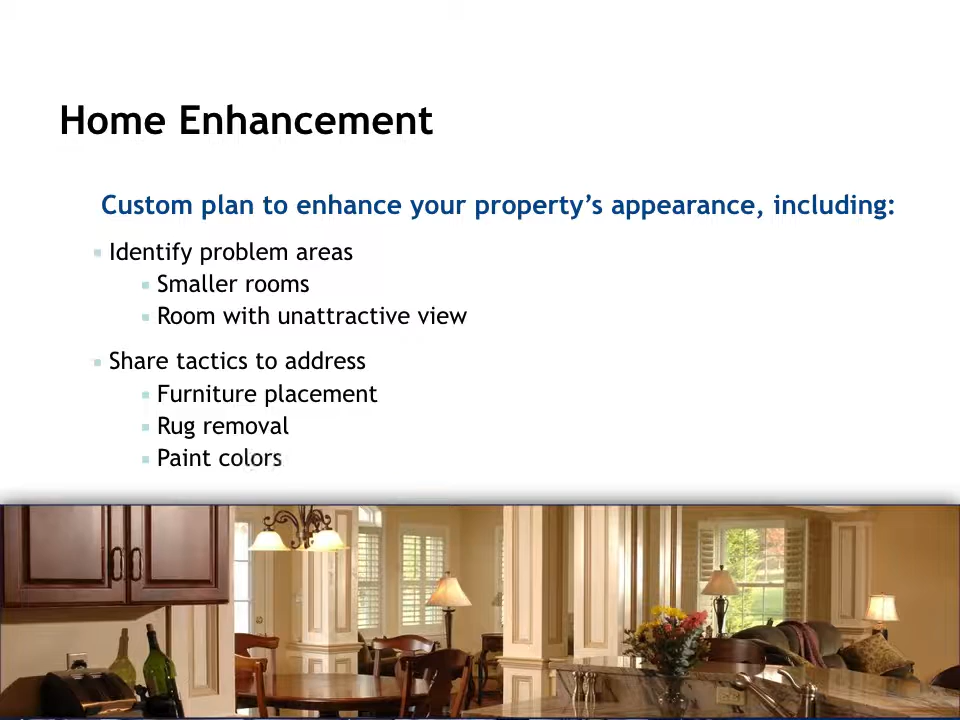 Home Enhancement
Custom plan to enhance your property’s appearance, including:
Identify problem areas
Smaller rooms
Room with unattractive view
Share tactics to address
Furniture placement
Rug removal
Paint colors